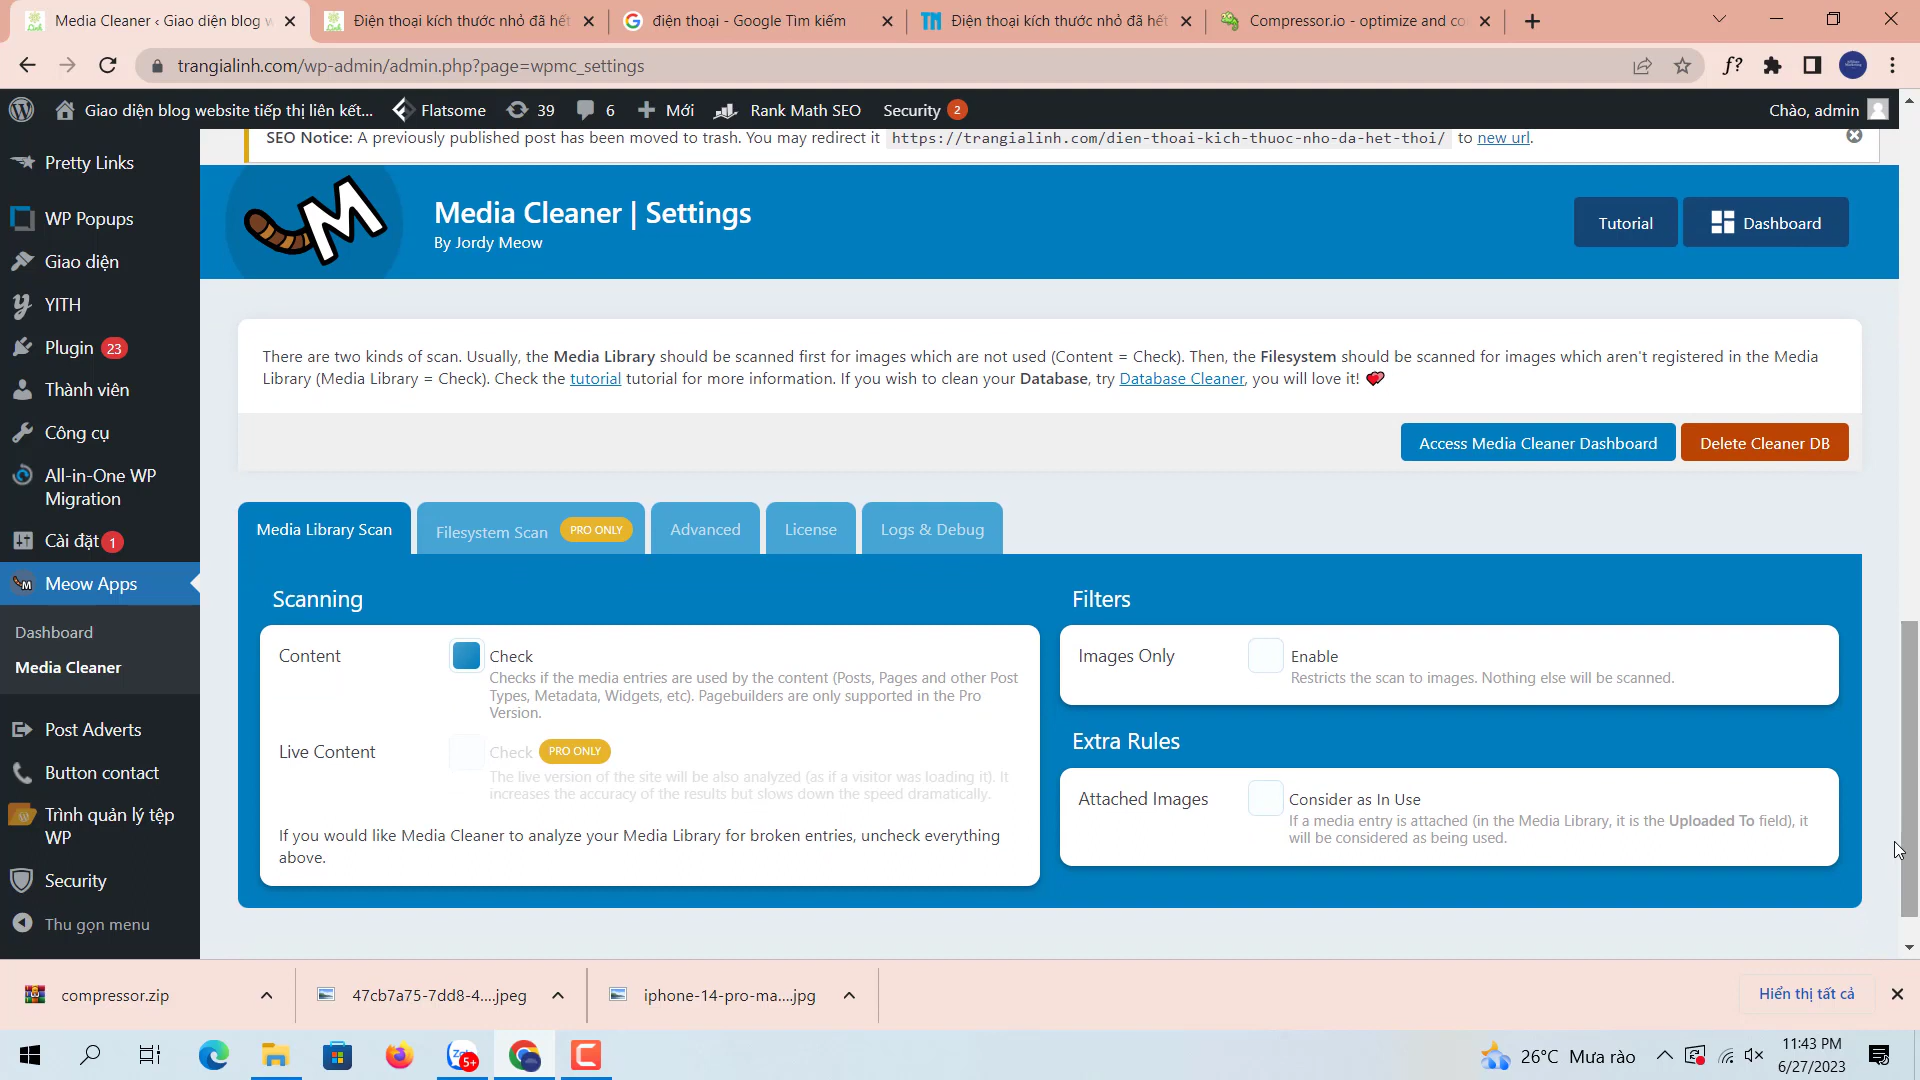 Media Cleaner ‹ Giao diện blog w
Điện thoại kích thước nhỏ đã hết
điện thoại - Google Tìm kiếm
Điện thoại kích thước nhỏ đã hết
Compressor.io - optimize and co
trangialinh.com/wp-admin/admin.php?page=wpmc_settings
f?
Giao diện blog website tiếp thị liên kết...
Flatsome
39
6
Mới
Rank Math SEO
Security 2
Chào, admin
SEO Notice: A previously published post has been moved to trash. You may redirect it https://trangialinh.com/dien-thoai-kich-thuoc-nho-da-het-thoi/ to new url.
Pretty Links
WP Popups
Giao diện
YITH
Plugin 23
Thành viên
Công cụ
All-in-One WP
Migration
Cài đặt 1
Meow Apps
Dashboard
Media Cleaner
Post Adverts
Button contact
Trình quản lý tệp
WP
Security
Thu gọn menu
M
Media Cleaner | Settings
By Jordy Meow
Tutorial
Dashboard
There are two kinds of scan. Usually, the Media Library should be scanned first for images which are not used (Content = Check). Then, the Filesystem should be scanned for images which aren't registered in the Media
Library (Media Library = Check). Check the tutorial tutorial for more information. If you wish to clean your Database, try Database Cleaner, you will love it!
Access Media Cleaner Dashboard
Delete Cleaner DB
Media Library Scan
Filesystem Scan PRO ONLY
Advanced
License
Logs & Debug
Scanning
Content
Check
Checks if the media entries are used by the content (Posts, Pages and other Post
Types, Metadata, Widgets, etc). Pagebuilders are only supported in the Pro
Version.
Live Content
Check PRO ONLY
The live version of the site will be also analyzed (as if a visitor was loading it). It
increases the accuracy of the results but slows down the speed dramatically.
If you would like Media Cleaner to analyze your Media Library for broken entries, uncheck everything
above.
Filters
Images Only
Enable
Restricts the scan to images. Nothing else will be scanned.
Extra Rules
Attached Images
Consider as In Use
If a media entry is attached (in the Media Library, it is the Uploaded To field), it
will be considered as being used.
compressor.zip
47cb7a75-7dd8-4....jpeg
iphone-14-pro-ma....jpg
Hiển thị tất cả
5+
26°C Mưa rào
11:43 PM
6/27/2023